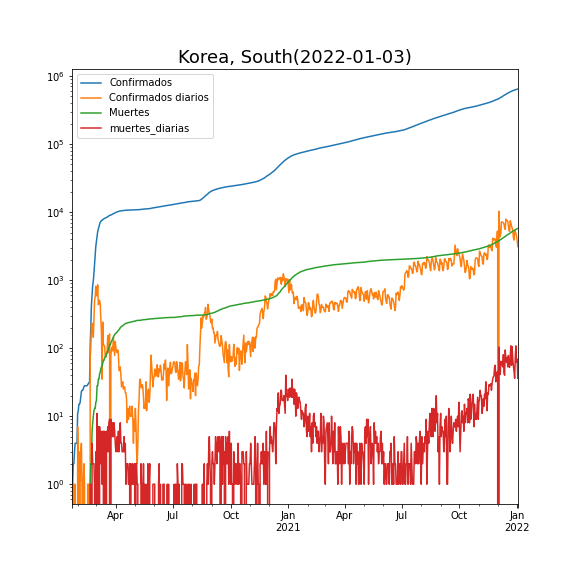 Korea, South(2022-01-03)
Confirmados
Confirmados diarios
Muertes
muertes_diarias
10^6
10^5
10^4
10^3
10^2
10^1
10^0
Apr Jul Oct Jan Apr Jul Oct Jan
2021 2022